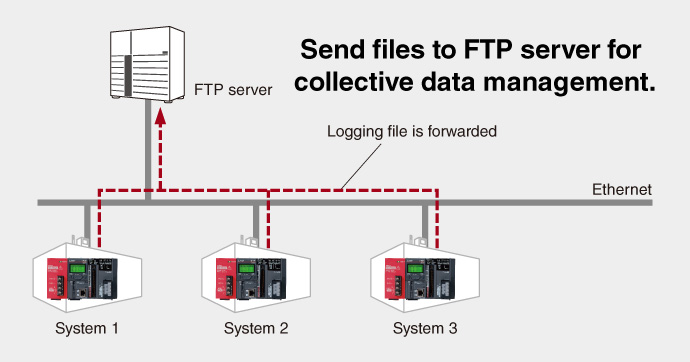 Send files to FTP server for
collective data management.
FTP server
Logging file is forwarded
Ethernet
System 1
System 2
System 3